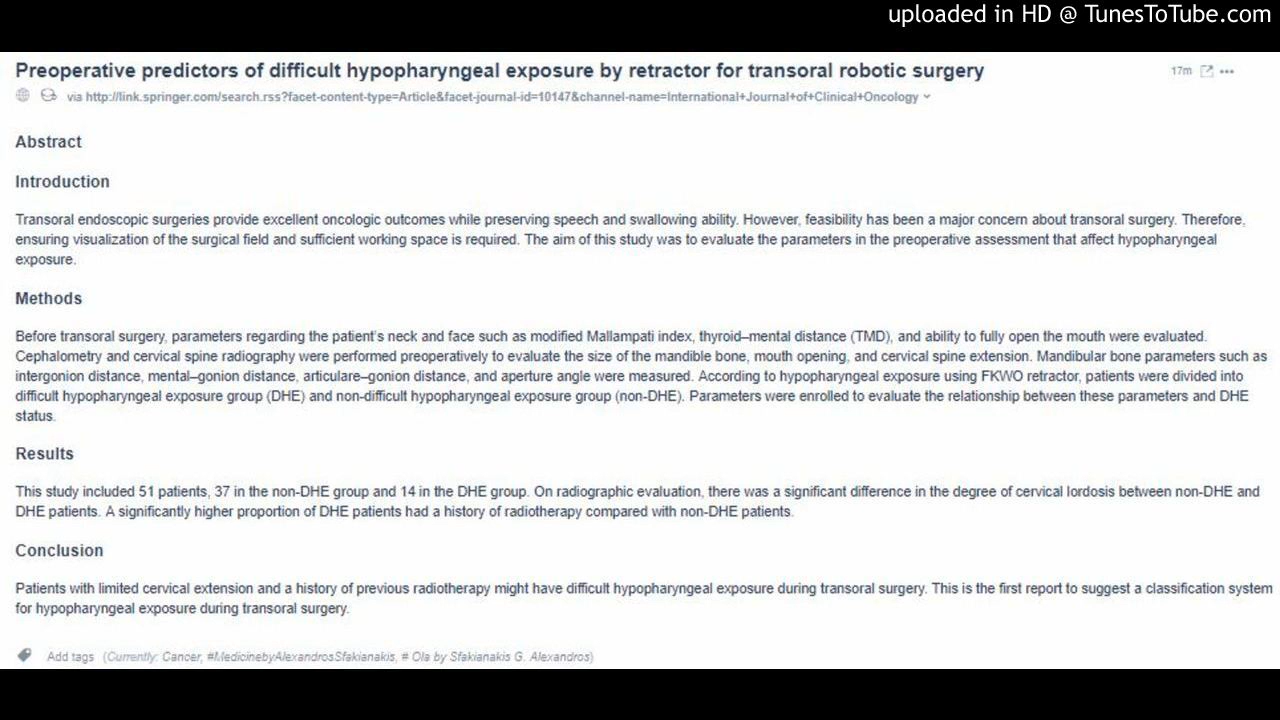 uploaded in HD @ TunesToTube.com
Preoperative predictors of difficult hypopharyngeal exposure by retractor for transoral robotic surgery
17m
via http://link.springer.com/search.rss?facet-content-type=Article&facet-journal-id=10147&channel-name=International+Journal+of+Clinical+Oncology
Abstract
Introduction
Transoral endoscopic surgeries provide excellent oncologic outcomes while preserving speech and swallowing ability. However, feasibility has been a major concern about transoral surgery. Therefore,
ensuring visualization of the surgical field and sufficient working space is required. The aim of this study was to evaluate the parameters in the preoperative assessment that affect hypopharyngeal
exposure.
Methods
Before transoral surgery, parameters regarding the patient's neck and face such as modified Mallampati index, thyroid–mental distance (TMD), and ability to fully open the mouth were evaluated.
Cephalometry and cervical spine radiography were performed preoperatively to evaluate the size of the mandible bone, mouth opening, and cervical spine extension. Mandibular bone parameters such as
intergonion distance, mental–gonion distance, articulare–gonion distance, and aperture angle were measured. According to hypopharyngeal exposure using FKWO retractor, patients were divided into
difficult hypopharyngeal exposure group (DHE) and non-difficult hypopharyngeal exposure group (non-DHE). Parameters were enrolled to evaluate the relationship between these parameters and DHE
status.
Results
This study included 51 patients, 37 in the non-DHE group and 14 in the DHE group. On radiographic evaluation, there was a significant difference in the degree of cervical lordosis between non-DHE and
DHE patients. A significantly higher proportion of DHE patients had a history of radiotherapy compared with non-DHE patients.
Conclusion
Patients with limited cervical extension and a history of previous radiotherapy might have difficult hypopharyngeal exposure during transoral surgery. This is the first report to suggest a classification system
for hypopharyngeal exposure during transoral surgery.
Add tags (Currently: Cancer, #MedicinebyAlexandrosSfakianakis, # Ola by Sfakianakis G. Alexandros)